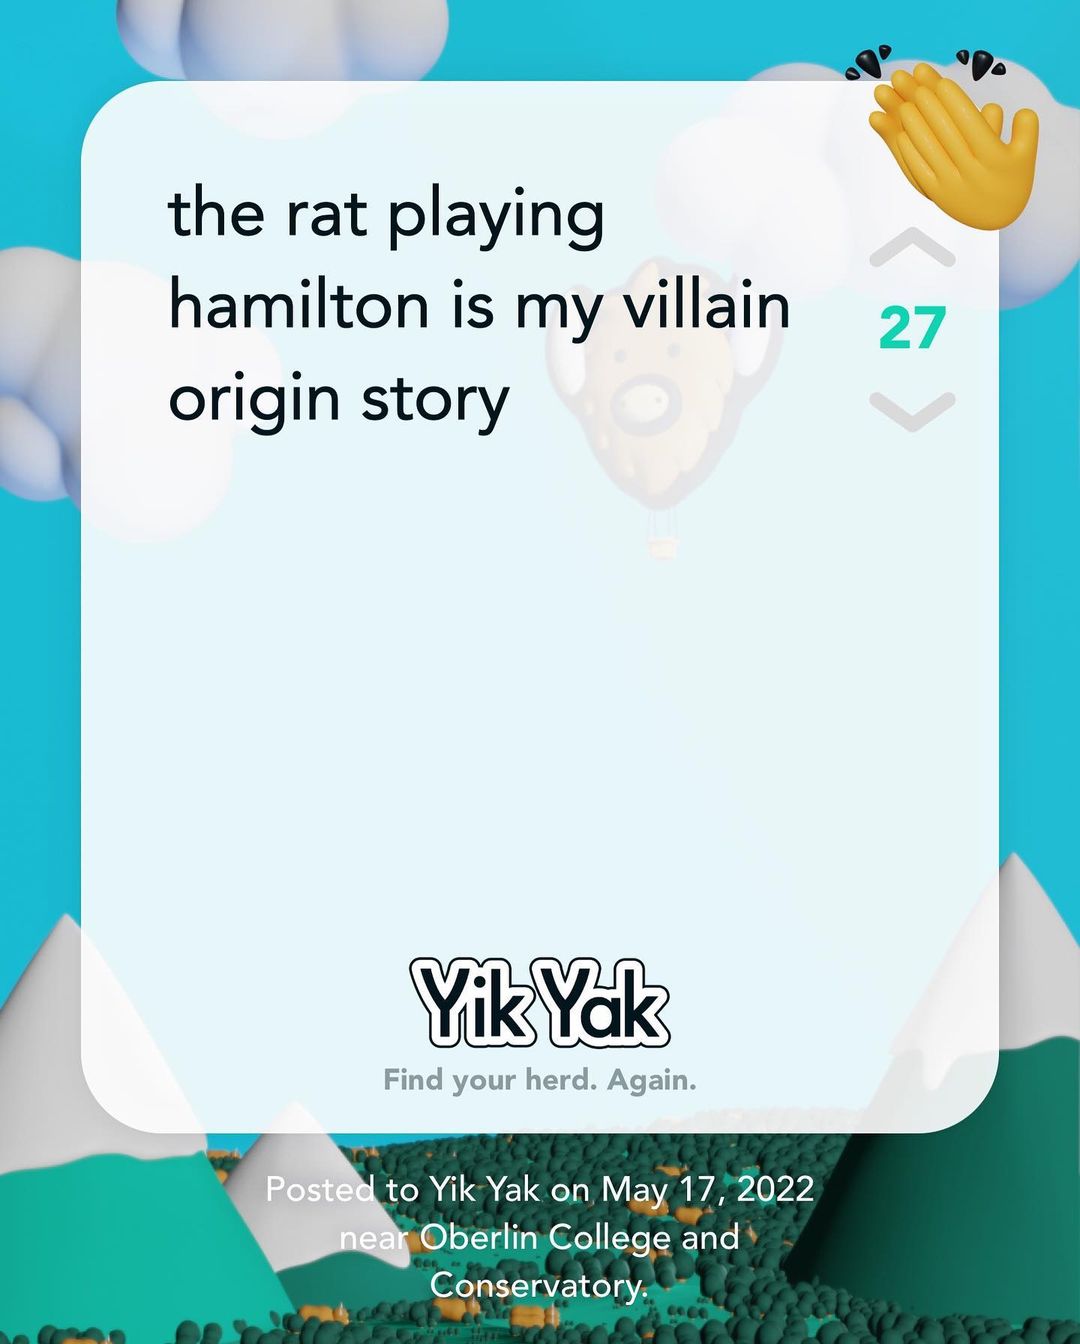 the rat playing
hamilton is my villain
origin story
27
Yik Yak
Find your herd. Again.
Posted to Yik Yak on May 17, 2022
near Oberlin College and
Conservatory.